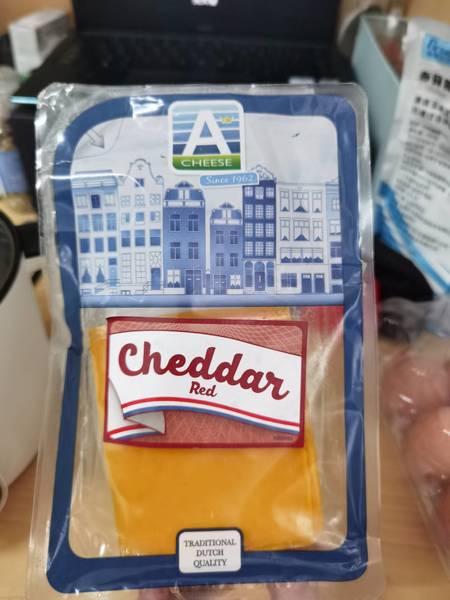 A
CHEESE
Since 1962
Cheddar
Red
TRADITIONAL
DUTCH
QUALITY